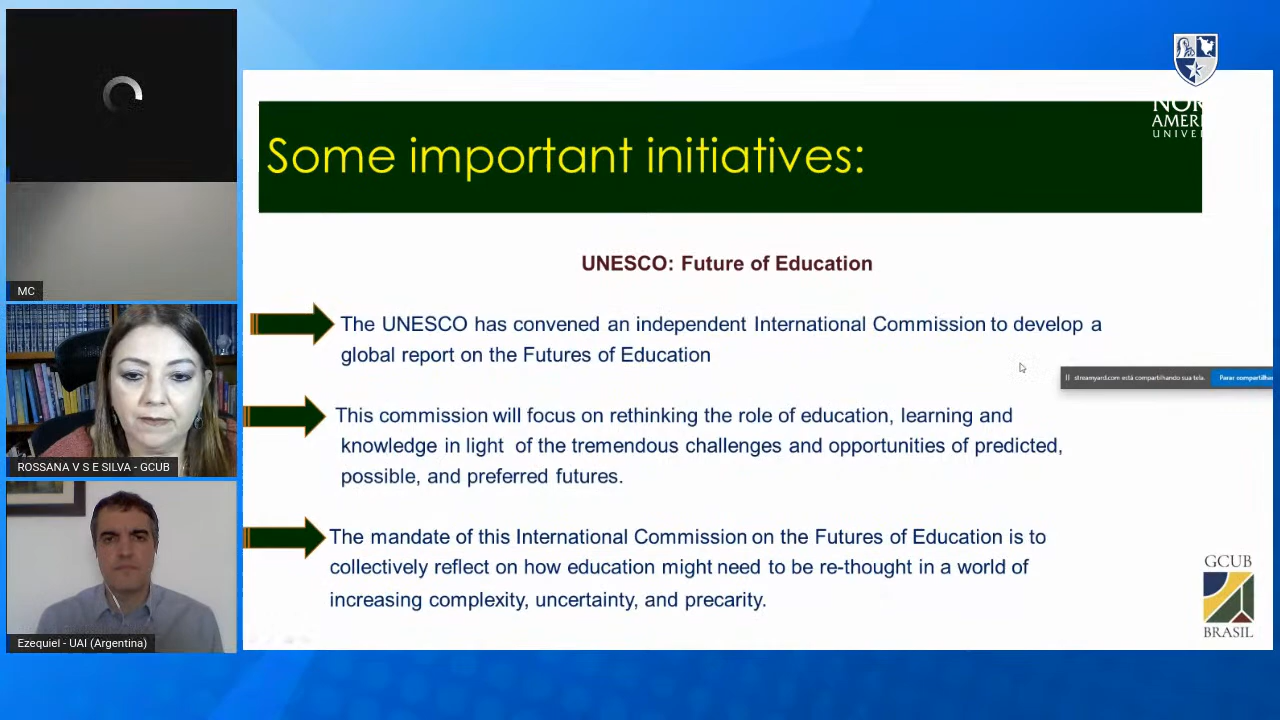 NOR
AMERI
UNIVE
Some important initiatives:
UNESCO: Future of Education
The UNESCO has convened an independent International Commission to develop a
global report on the Futures of Education
streamyard.com está compartilhando sua tela.
This commission will focus on rethinking the role of education, learning and
knowledge in light of the tremendous challenges and opportunities of predicted,
possible, and preferred futures.
The mandate of this International Commission on the Futures of Education is to
collectively reflect on how education might need to be re-thought in a world of
increasing complexity, uncertainty, and precarity.
GCUB
BRASIL
MC
ROSSANA V S E SILVA - GCUB
Ezequiel - UAI (Argentina)